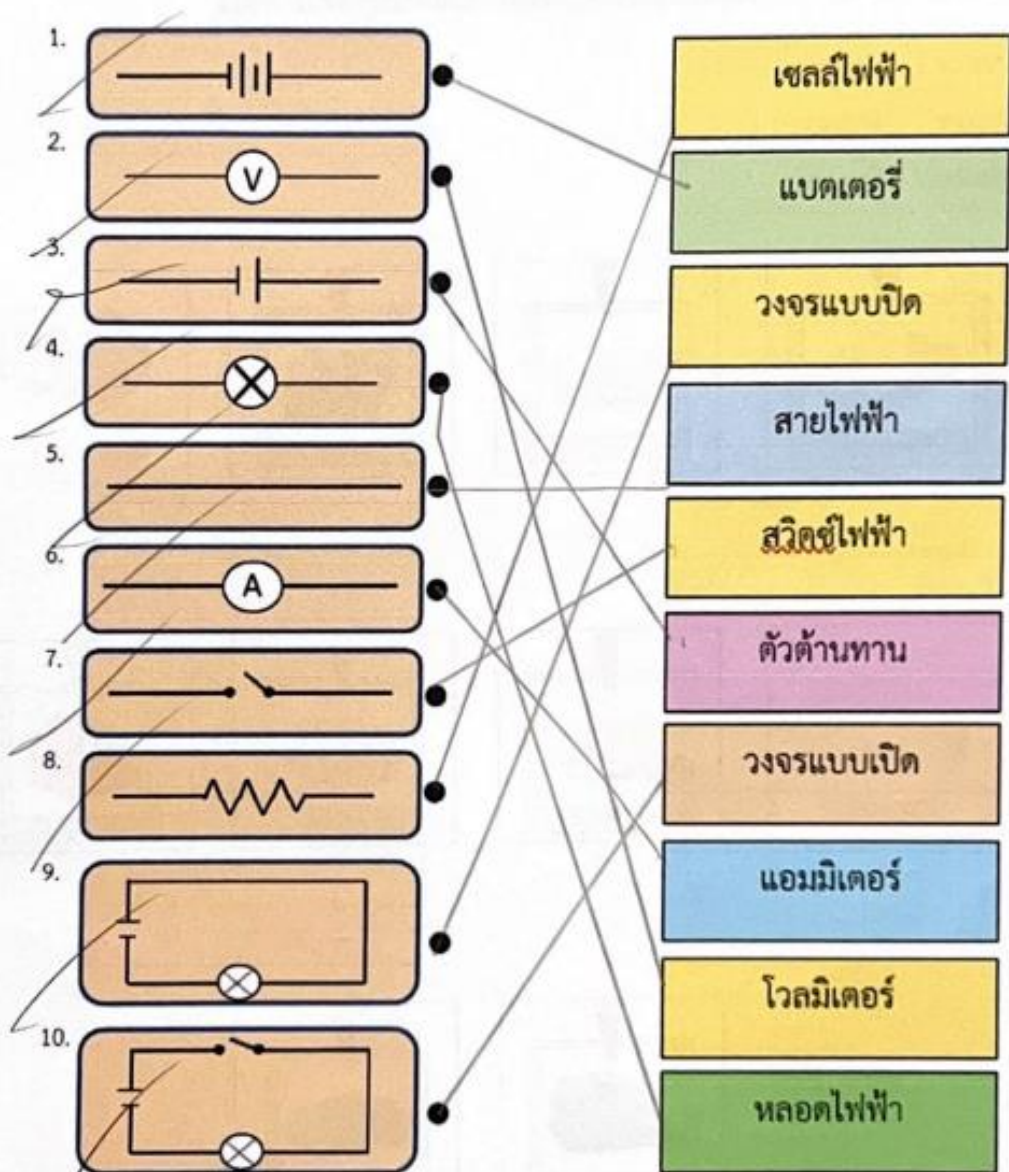 1.
เซลล์ไฟฟ้า
2.
V
แบตเตอรี่
3.
วงจรแบบปิด
4.
สายไฟฟ้า
5.
สวิตช์ไฟฟ้า
6.
A
ตัวต้านทาน
7.
วงจรแบบเปิด
8.
แอมมิเตอร์
9.
โวลมิเตอร์
10.
หลอดไฟฟ้า